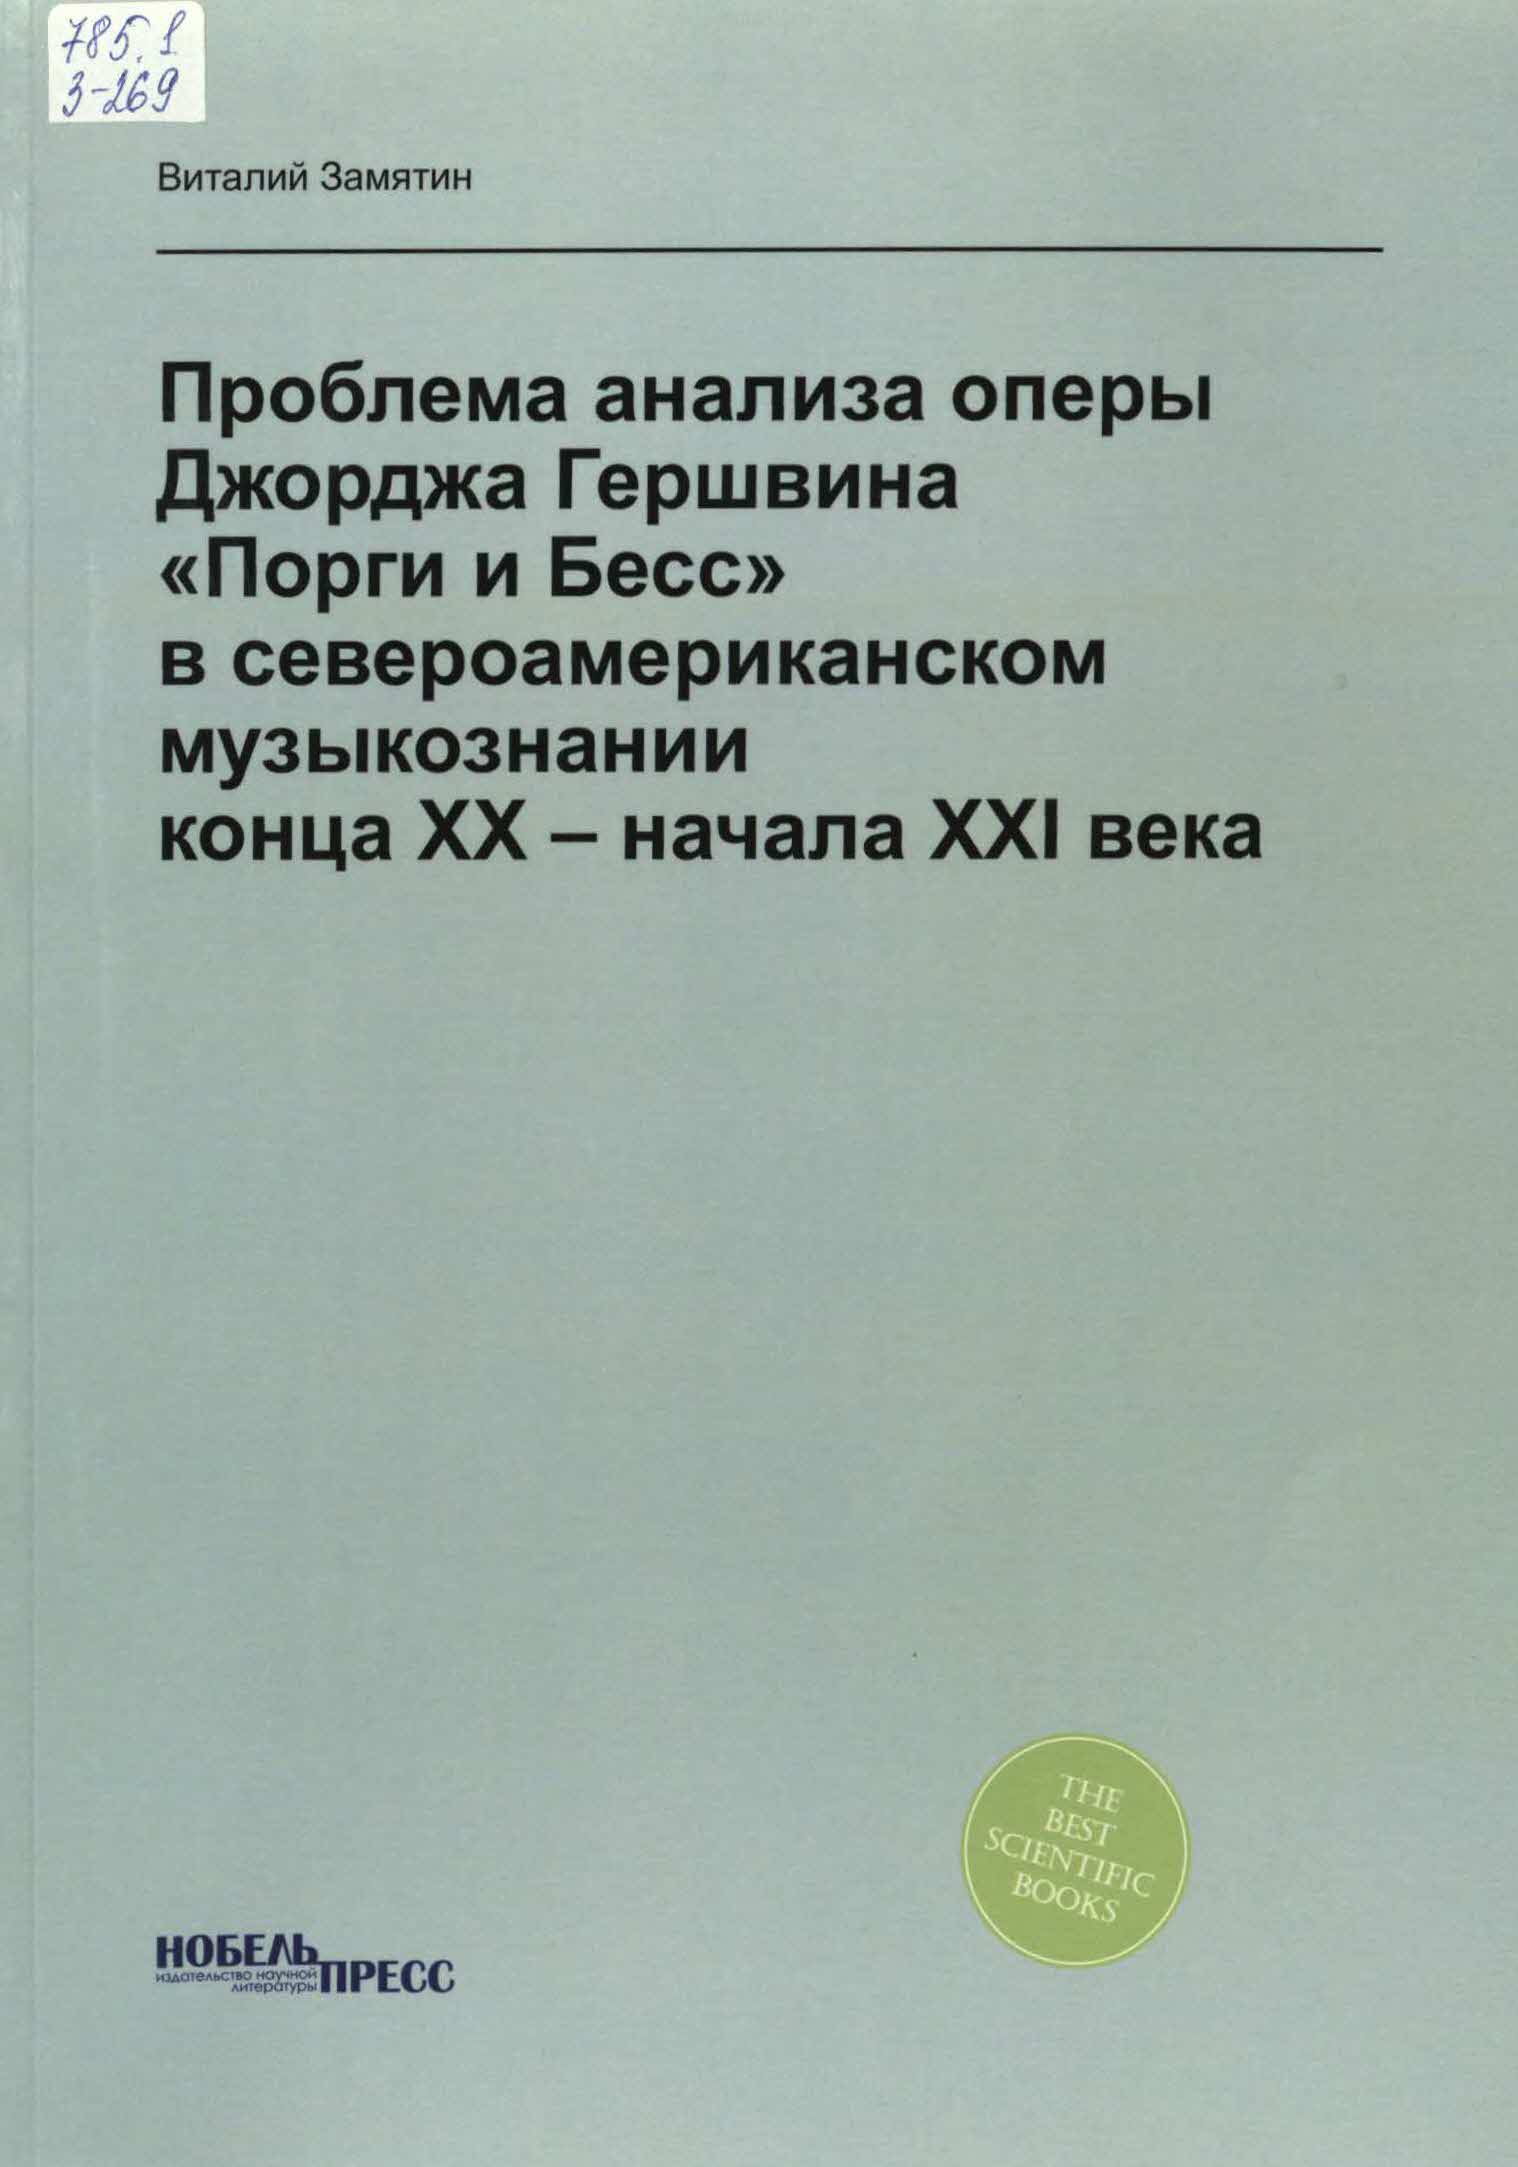 785.1
З-269
Виталий Замятин
Проблема анализа оперы
Джорджа Гершвина
«Порги и Бесс»
в североамериканском
музыкознании
конца XX – начала XXI века
THE
BEST
SCIENTIFIC
BOOKS
НОБЕЛЬ
издательство научной
литературы
ПРЕСС